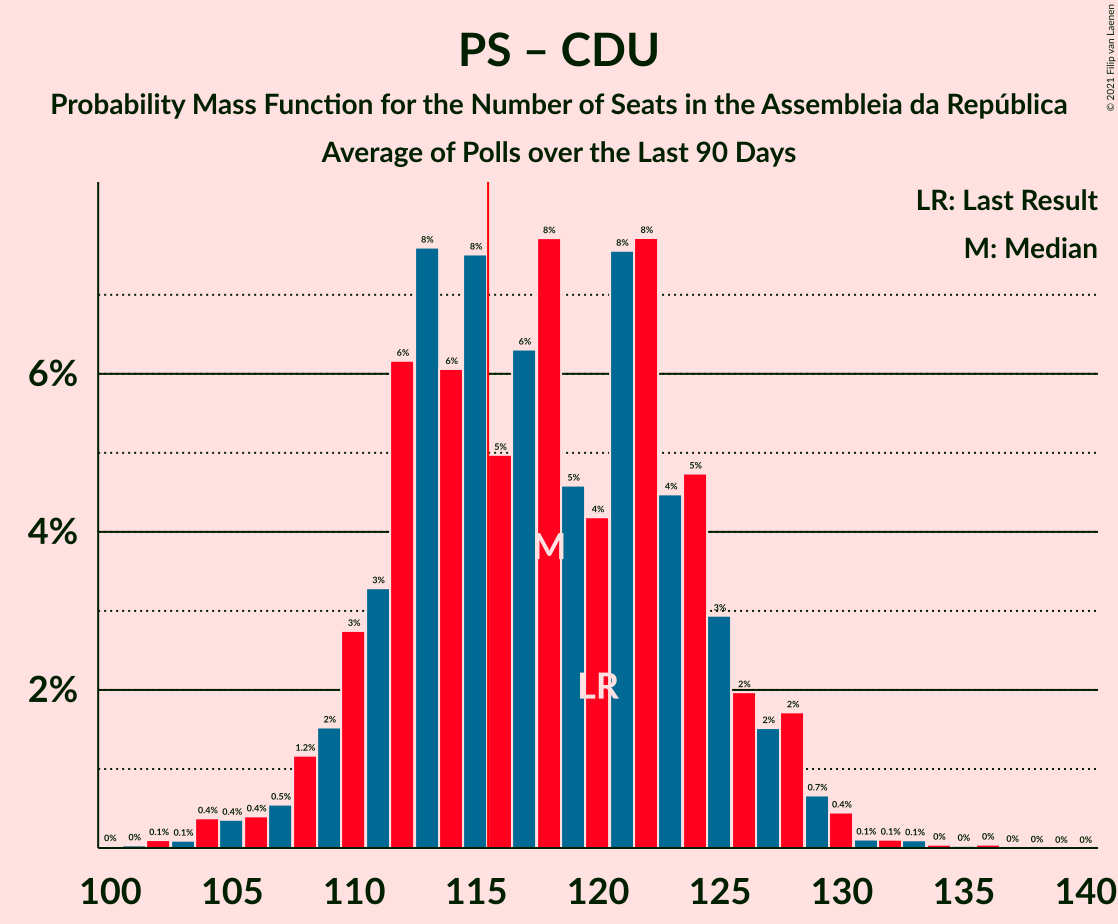 PS – CDU
Probability Mass Function for the Number of Seats in the Assembleia da República
Average of Polls over the Last 90 Days
© 2021 Filip van Laenen
LR: Last Result
M: Median
6%
4%
2%
0% 0% 0.1% 0.1% 0.4% 0.4% 0.4% 0.5% 1.2% 2% 3% 3% 6% 8% 6% 8% 5% 6% 8% 5% 4% 8% 8% 4% 5% 3% 2% 2% 2% 0.7% 0.4% 0.1% 0.1% 0.1% 0% 0% 0% 0% 0% 0% 0%
M
LR
100 105 110 115 120 125 130 135 140